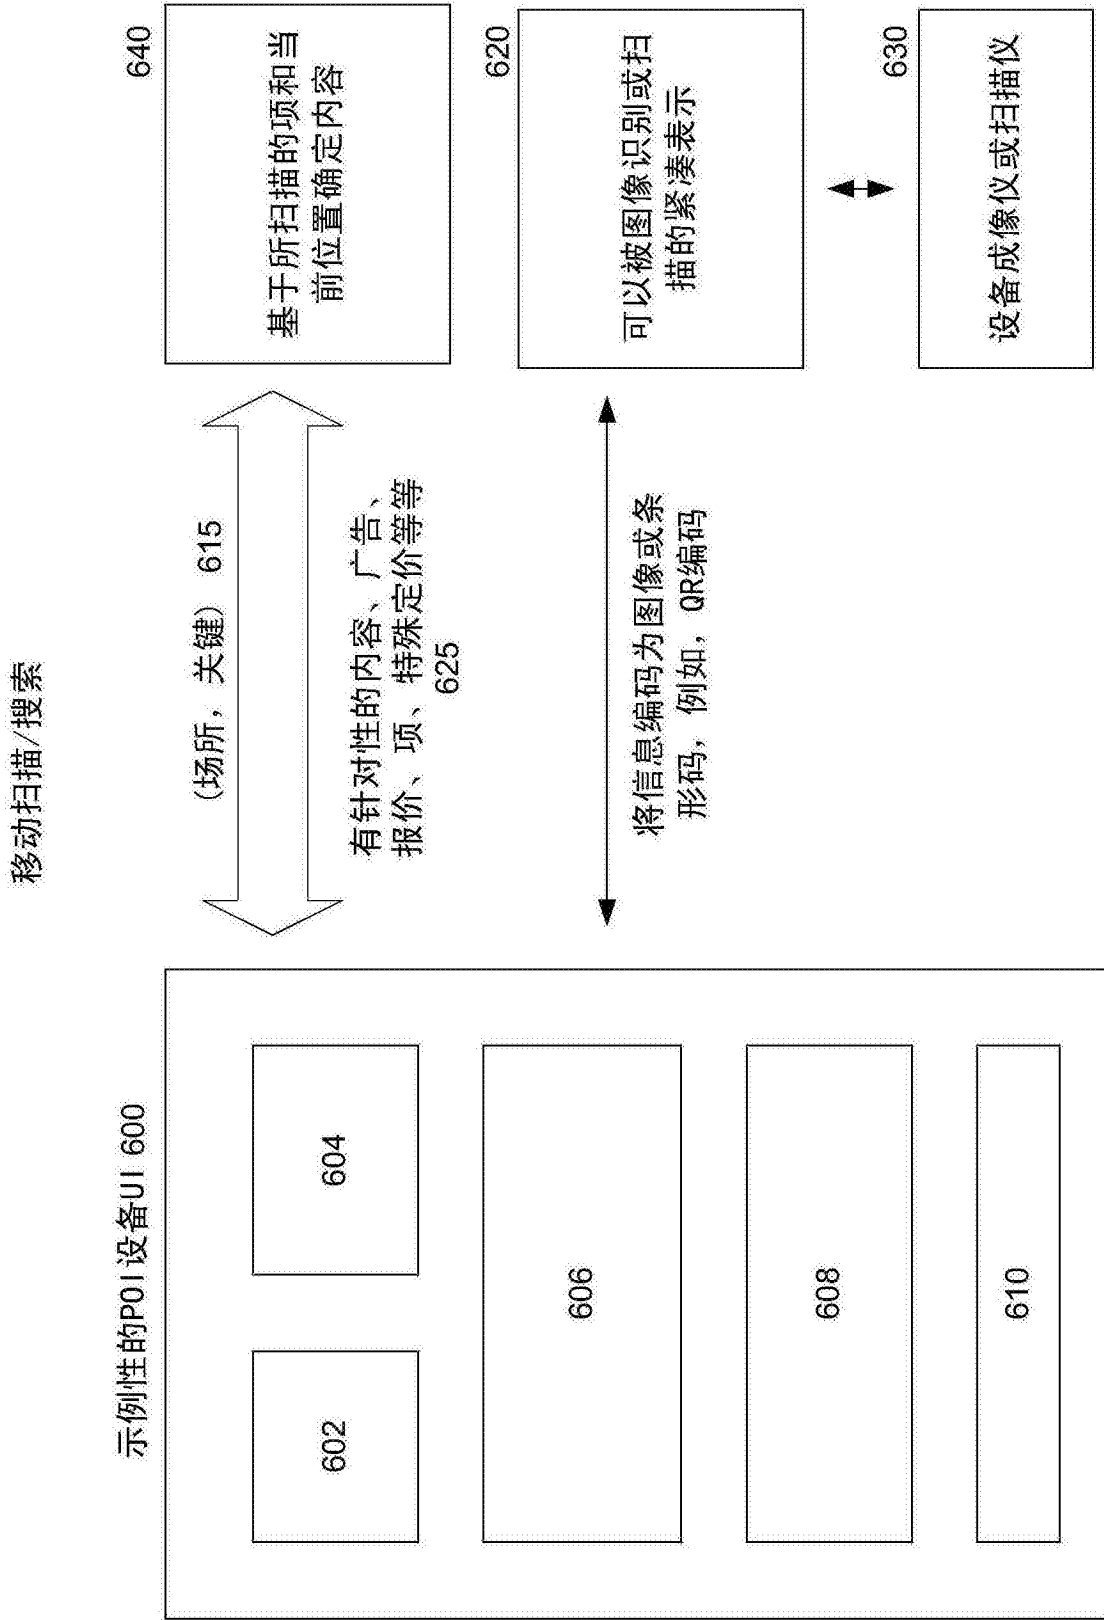 移动扫描/搜索
示例性的POI设备UI 600
602
604
606
608
610
(场所，关键) 615
有针对性的内容、广告、
报价、项、特殊定价等等
625
将信息编码为图像或条
形码，例如，QR编码
640
基于所扫描的项和当
前位置确定内容
620
可以被图像识别或扫
描的紧凑表示
630
设备成像仪或扫描仪